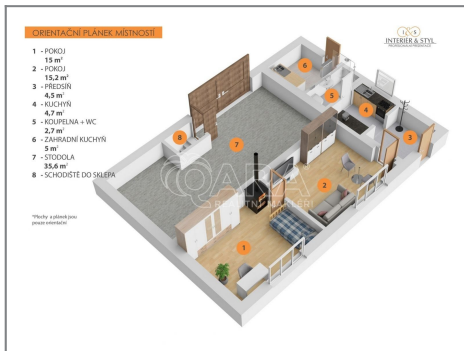 ORIENTAČNÍ PLÁNEK MÍSTNOSTÍ
1 - POKOJ
15 m²
2 - POKOJ
15,2 m²
3 - PŘEDSÍŇ
4,5 m²
4 - KUCHYŇ
4,7 m²
5 - KOUPELNA + WC
2,7 m²
6 - ZAHRADNÍ KUCHYŇ
5 m²
7 - STODOLA
35,6 m²
8 - SCHODIŠTĚ DO SKLEPA
*Plochy a plánek jsou
pouze orientační
I&S
INTERIER & STYL
6
5
4
3
8
7
2
1